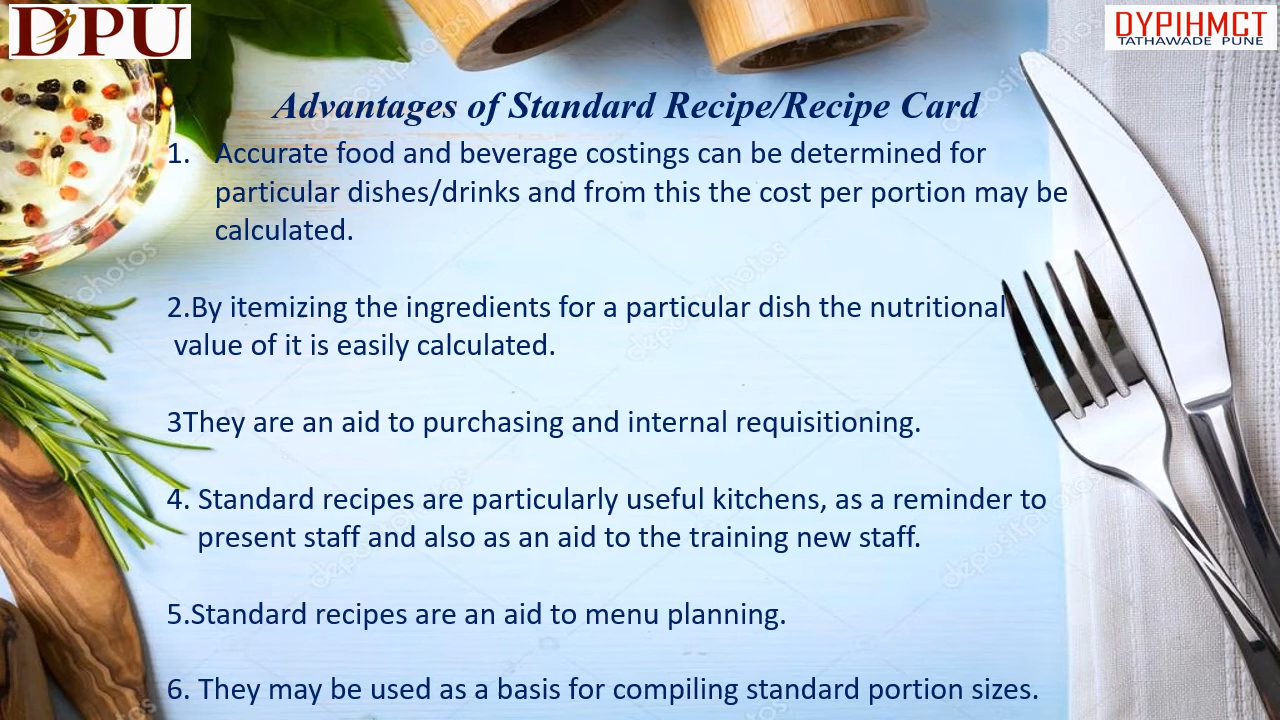 DPU
DYPIHMCT
TATHAWADE PUNE
Advantages of Standard Recipe/Recipe Card
1. Accurate food and beverage costings can be determined for
particular dishes/drinks and from this the cost per portion may be
calculated.
2.By itemizing the ingredients for a particular dish the nutritional
value of it is easily calculated.
3They are an aid to purchasing and internal requisitioning.
4. Standard recipes are particularly useful kitchens, as a reminder to
present staff and also as an aid to the training new staff.
5.Standard recipes are an aid to menu planning.
6. They may be used as a basis for compiling standard portion sizes.
depositphotos
depositphotos
depositphotos
depositphotos